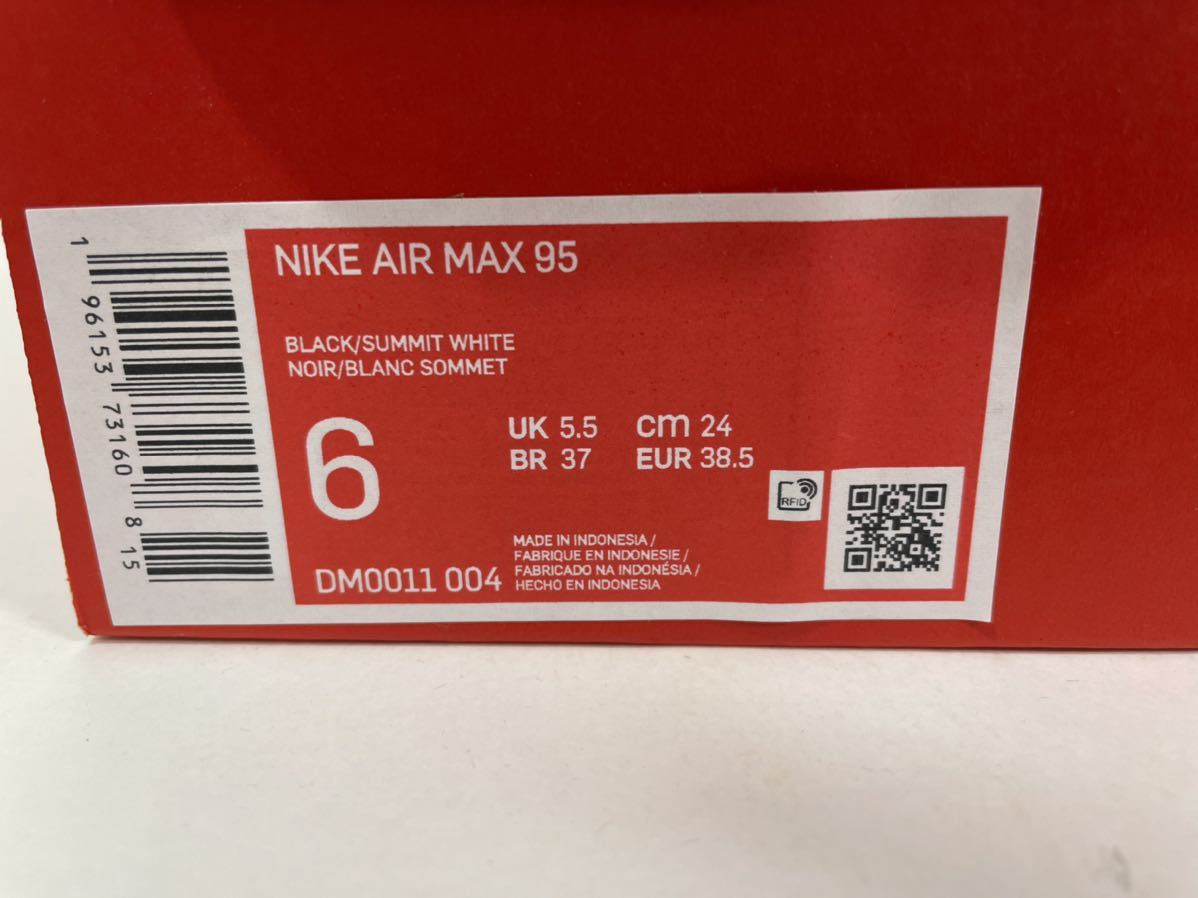 NIKE AIR MAX 95
BLACK/SUMMIT WHITE
NOIR/BLANC SOMMET
6
UK 5.5 cm 24
BR 37 EUR 38.5
RFID
MADE IN INDONESIA /
FABRIQUE EN INDONESIE /
FABRICADO NA INDONÉSIA /
HECHO EN INDONESIA
DM0011 004
1 96153 73160 8 15